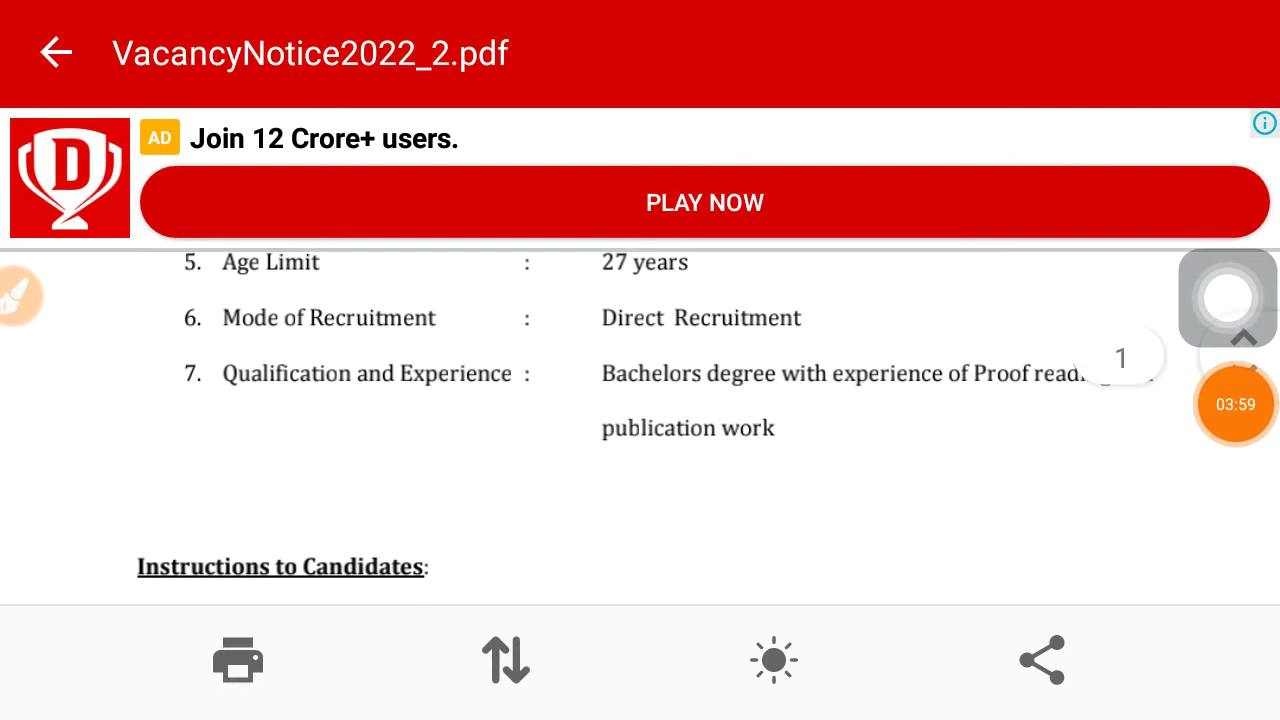 VacancyNotice2022_2.pdf
D
AD Join 12 Crore+ users.
PLAY NOW
5. Age Limit : 27 years
6. Mode of Recruitment : Direct Recruitment
1
7. Qualification and Experience : Bachelors degree with experience of Proof
03:59
publication work
Instructions to Candidates: